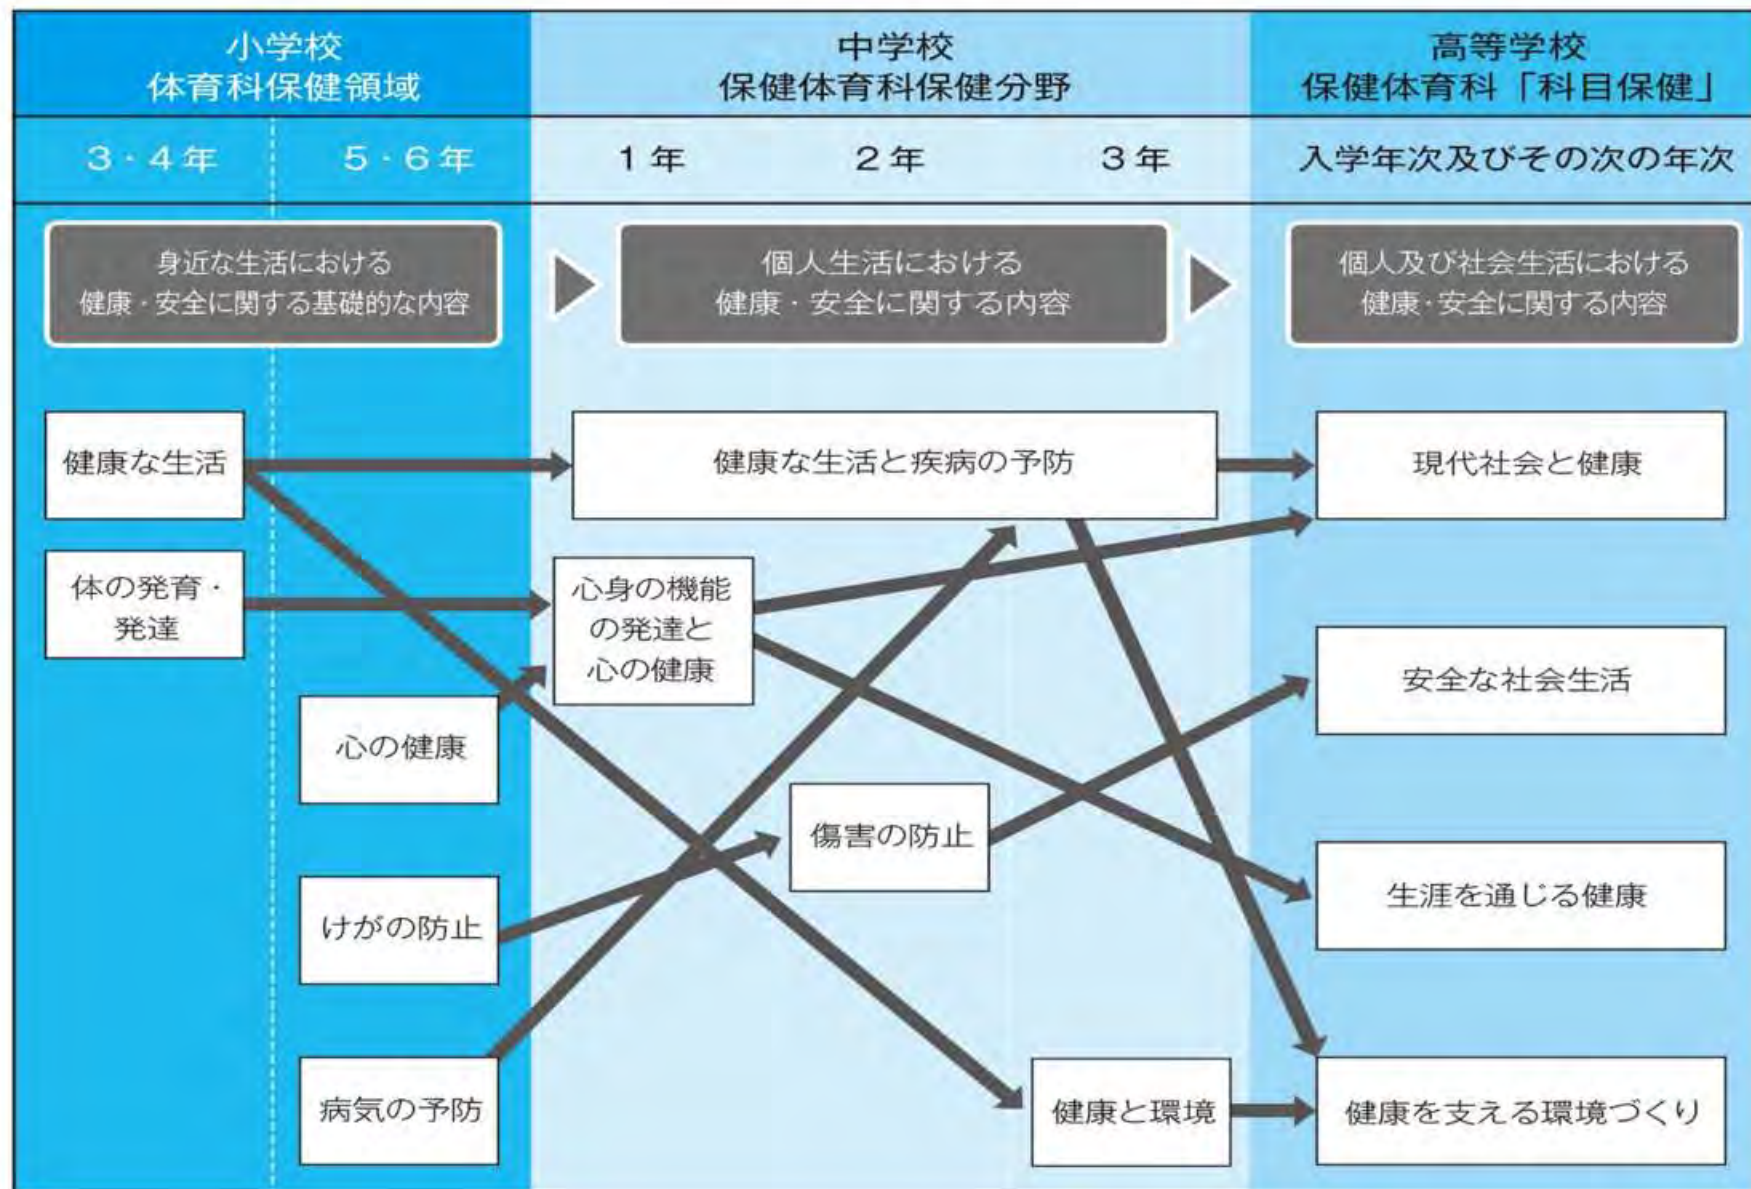 小学校
体育科保健領域
中学校
保健体育科保健分野
高等学校
保健体育科「科目保健」
3・4年
5・6年
1年
2年
3年
入学年次及びその次の年次
身近な生活における
健康・安全に関する基礎的な内容
個人生活における
健康・安全に関する内容
個人及び社会生活における
健康・安全に関する内容
健康な生活
健康な生活と疾病の予防
現代社会と健康
体の発育・
発達
心身の機能
の発達と
心の健康
安全な社会生活
心の健康
傷害の防止
生涯を通じる健康
けがの防止
病気の予防
健康と環境
健康を支える環境づくり